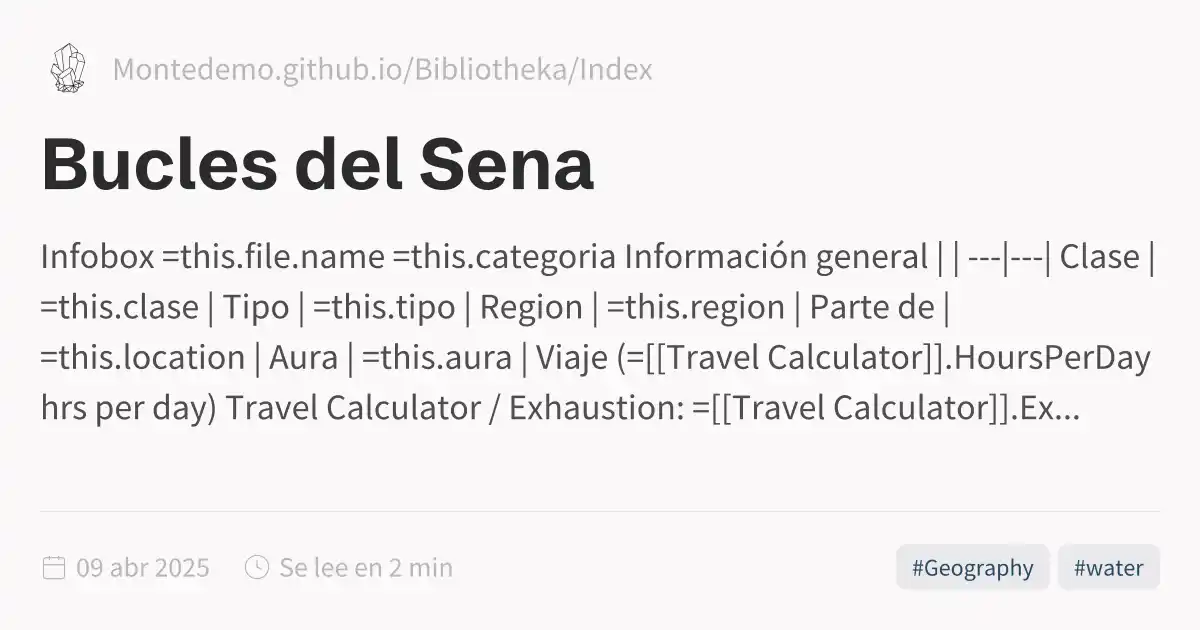 Montedemo.github.io/Bibliotheka/Index
Bucles del Sena
Infobox =this.file.name =this.categoria Información general | | ---|---| Clase |
=this.clase | Tipo | =this.tipo | Region | =this.region | Parte de |
=this.location | Aura | =this.aura | Viaje (=[[Travel Calculator]].HoursPerDay
hrs per day) Travel Calculator / Exhaustion: =[[Travel Calculator]].Ex...
09 abr 2025 Se lee en 2 min #Geography #water